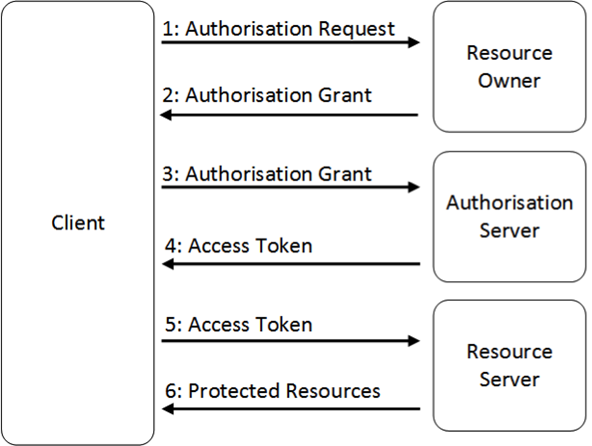 1: Authorisation Request
Resource
Owner
2: Authorisation Grant
3: Authorisation Grant
Authorisation
Server
Client
4: Access Token
5: Access Token
Resource
Server
6: Protected Resources